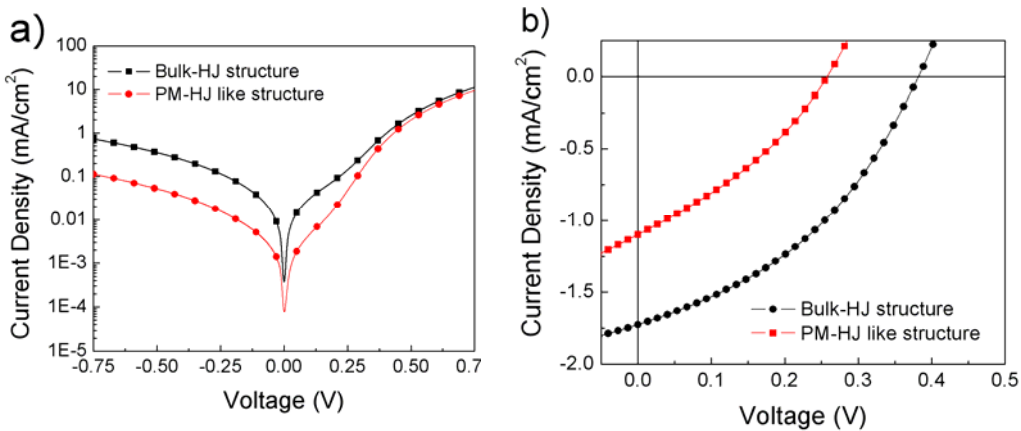 a)
Current Density (mA/cm²)
100
10
1
0.1
0.01
1E-3
1E-4
1E-5
Bulk-HJ structure
PM-HJ like structure
-0.75 -0.50 -0.25 0.00 0.25 0.50 0.7
Voltage (V)
b)
Current Density (mA/cm²)
0.0
-0.5
-1.0
-1.5
-2.0
Bulk-HJ structure
PM-HJ like structure
0.0 0.1 0.2 0.3 0.4 0.5
Voltage (V)